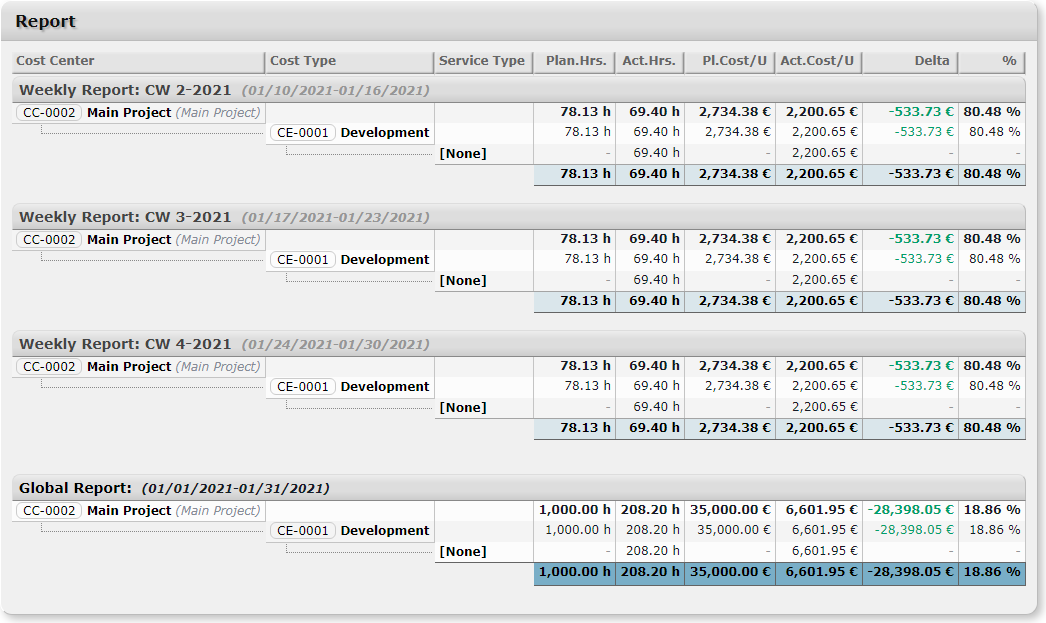 Report
Cost Center Cost Type Service Type Plan.Hrs. Act.Hrs. Pl.Cost/U Act.Cost/U Delta %
Weekly Report: CW 2-2021 (01/10/2021-01/16/2021)
CC-0002 Main Project (Main Project) 78.13 h 69.40 h 2,734.38 € 2,200.65 € -533.73 € 80.48 %
CE-0001 Development 78.13 h 69.40 h 2,734.38 € 2,200.65 € -533.73 € 80.48 %
[None] - 69.40 h - 2,200.65 € - -
78.13 h 69.40 h 2,734.38 € 2,200.65 € -533.73 € 80.48 %
Weekly Report: CW 3-2021 (01/17/2021-01/23/2021)
CC-0002 Main Project (Main Project) 78.13 h 69.40 h 2,734.38 € 2,200.65 € -533.73 € 80.48 %
CE-0001 Development 78.13 h 69.40 h 2,734.38 € 2,200.65 € -533.73 € 80.48 %
[None] - 69.40 h - 2,200.65 € - -
78.13 h 69.40 h 2,734.38 € 2,200.65 € -533.73 € 80.48 %
Weekly Report: CW 4-2021 (01/24/2021-01/30/2021)
CC-0002 Main Project (Main Project) 78.13 h 69.40 h 2,734.38 € 2,200.65 € -533.73 € 80.48 %
CE-0001 Development 78.13 h 69.40 h 2,734.38 € 2,200.65 € -533.73 € 80.48 %
[None] - 69.40 h - 2,200.65 € - -
78.13 h 69.40 h 2,734.38 € 2,200.65 € -533.73 € 80.48 %
Global Report: (01/01/2021-01/31/2021)
CC-0002 Main Project (Main Project) 1,000.00 h 208.20 h 35,000.00 € 6,601.95 € -28,398.05 € 18.86 %
CE-0001 Development 1,000.00 h 208.20 h 35,000.00 € 6,601.95 € -28,398.05 € 18.86 %
[None] - 208.20 h - 6,601.95 € - -
1,000.00 h 208.20 h 35,000.00 € 6,601.95 € -28,398.05 € 18.86 %